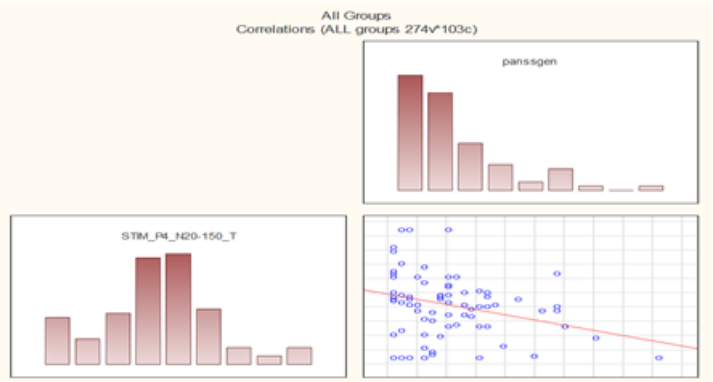 All Groups
Correlations (ALL groups 274v*103c)
panssgen
STIM_P4_N20-150_T